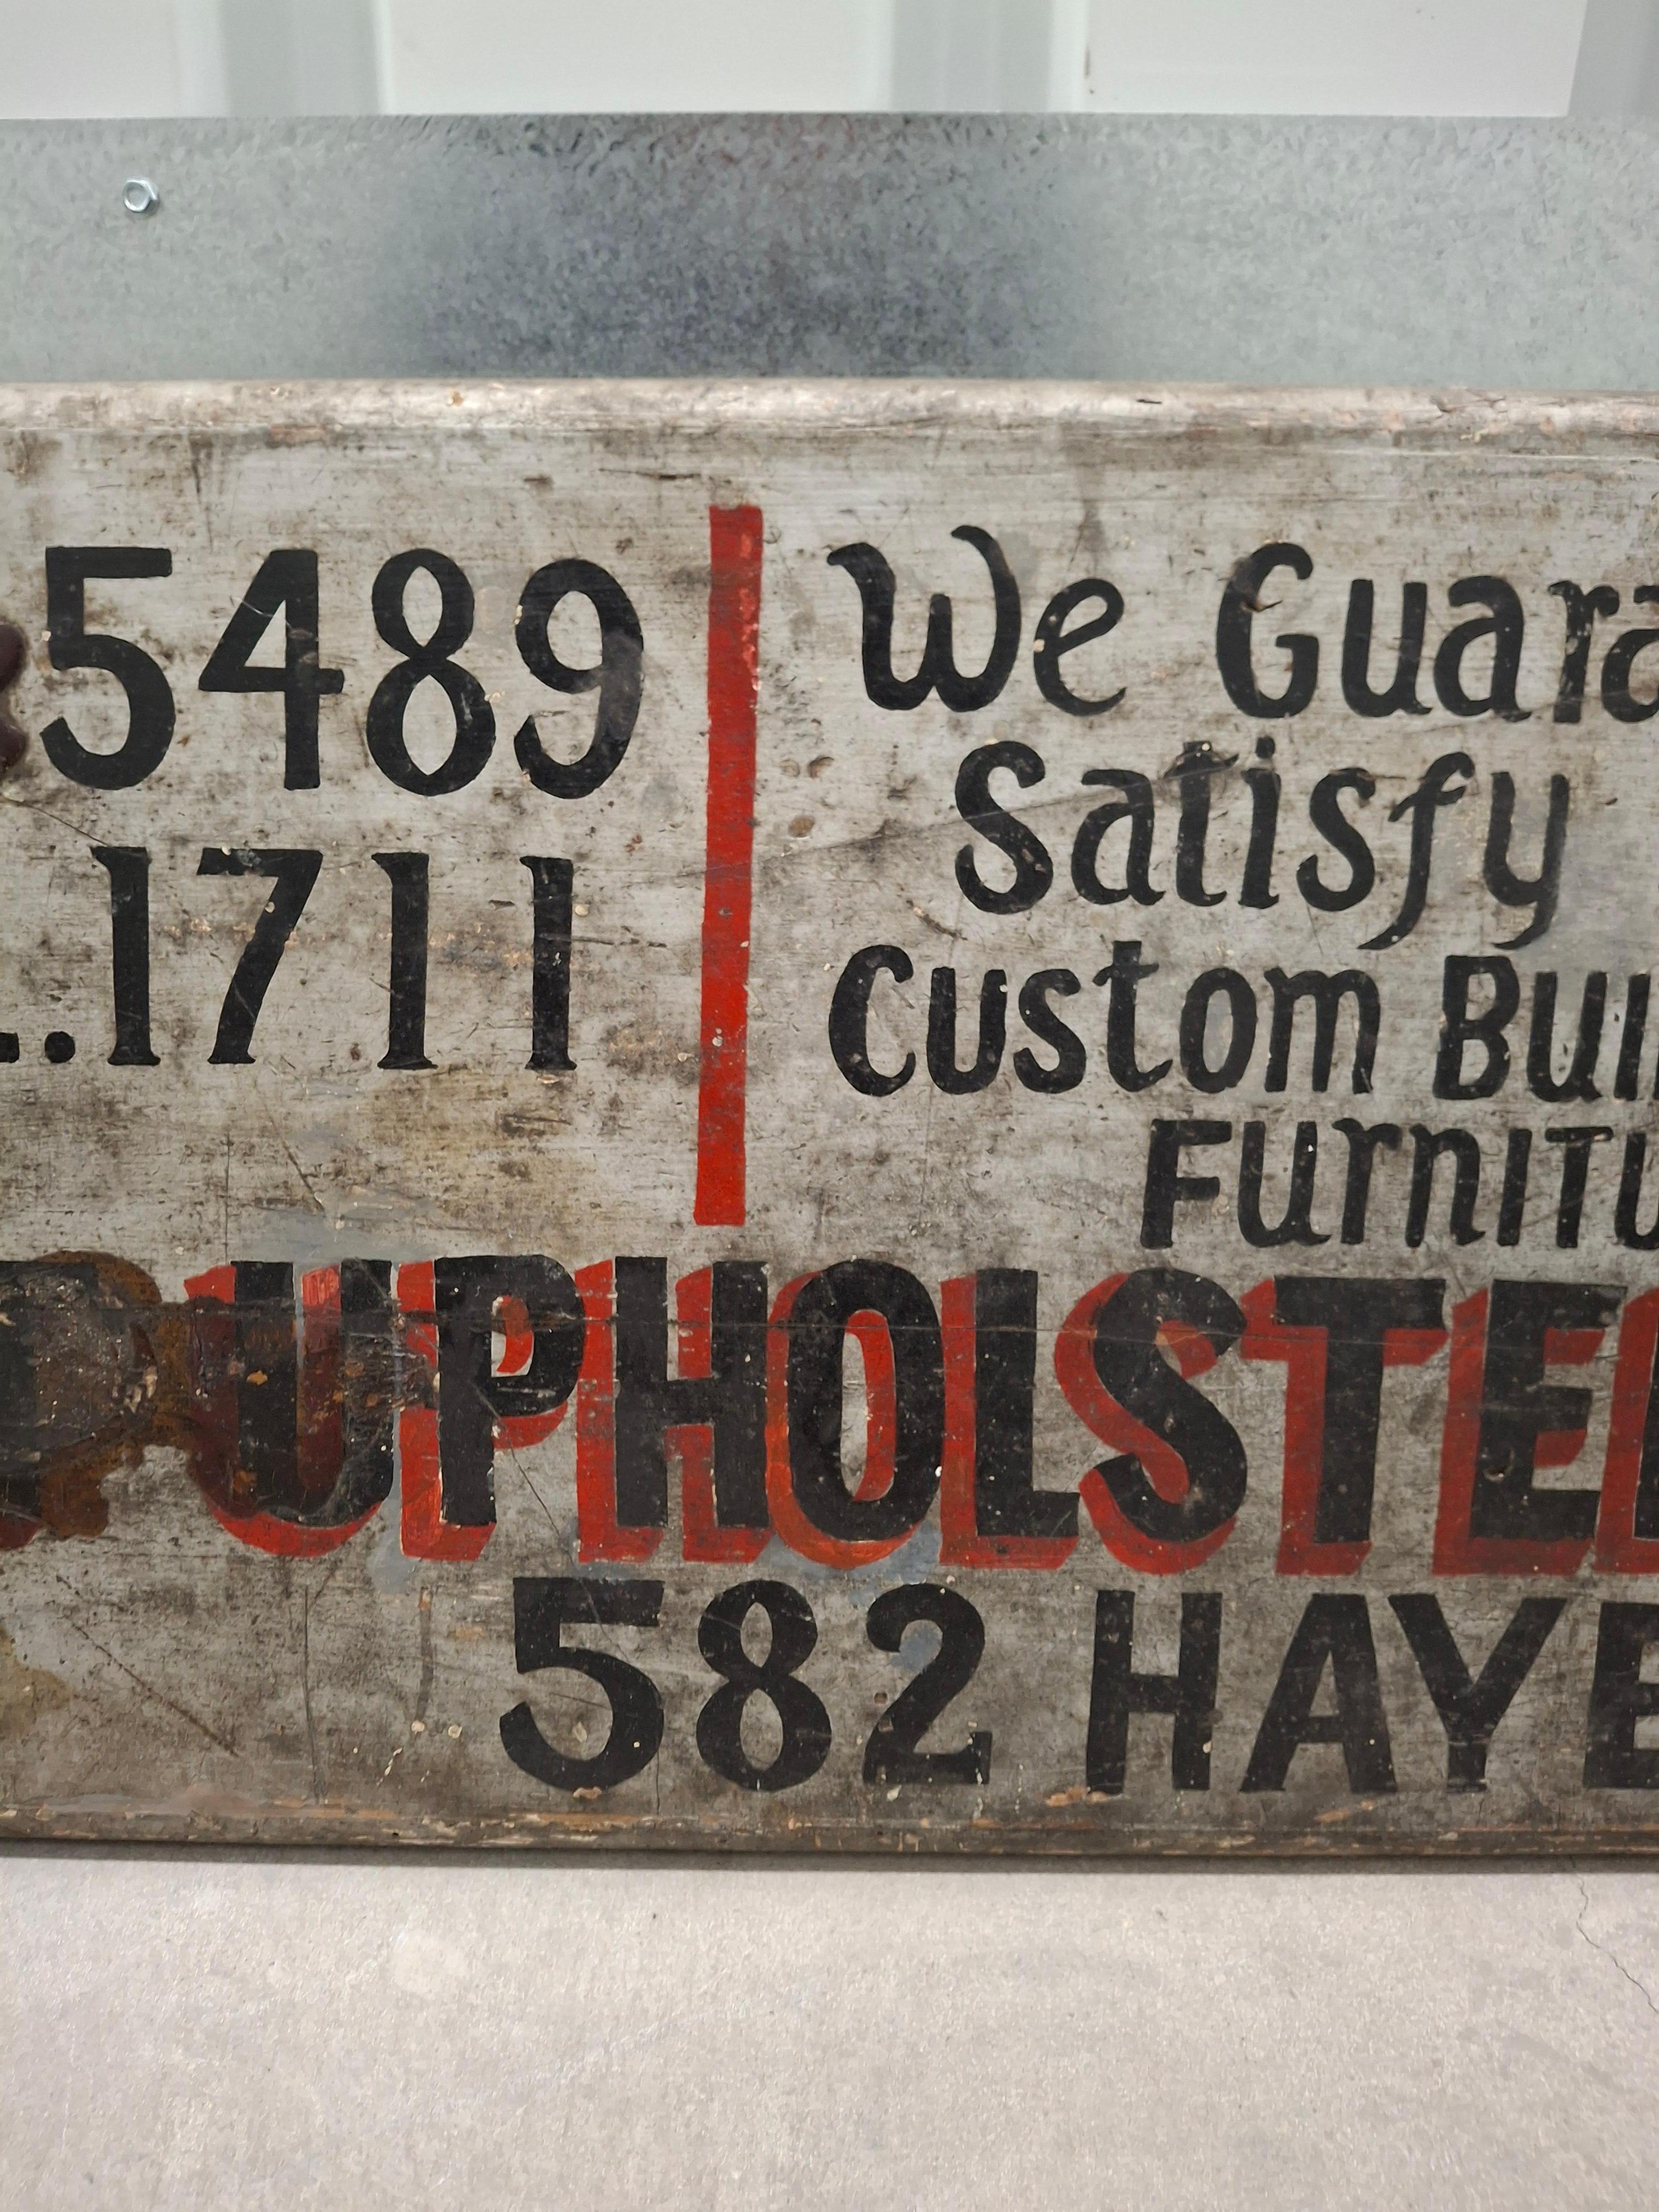 5489
.1711
We Guara
Satisfy
Custom Buil
Furnitu
UPHOLSTE
582 HAYE